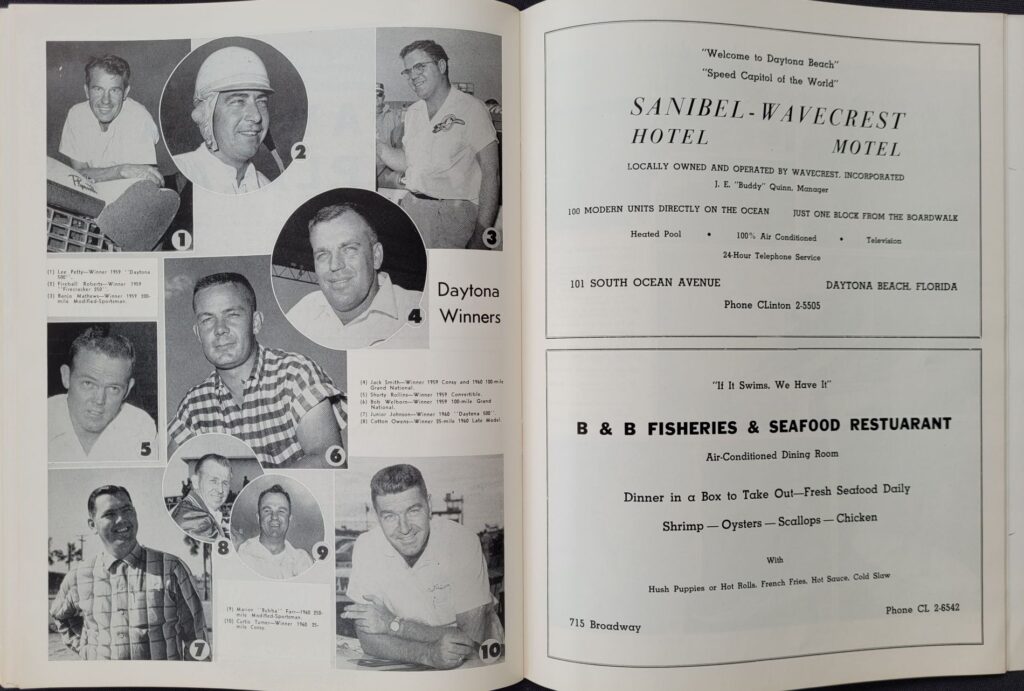 1
2
3
(1) Lee Petty—Winner 1959 "Daytona
500".
(2) Fireball Roberts—Winner 1959
"Firecracker 250".
(3) Banjo Mathews—Winner 1959 200-
mile Modified-Sportsman.
4
Daytona
Winners
5
6
(4) Jack Smith—Winner 1959 Consy and 1960 100-mile
Grand National.
(5) Shorty Rollins—Winner 1959 Convertible.
(6) Bob Welborn—Winner 1959 100-mile Grand
National.
(7) Junior Johnson—Winner 1960 "Daytona 500".
(8) Cotton Owens—Winner 25-mile 1960 Late Model.
7
8
9
(9) Marion "Bubba" Farr—1960 250-
mile Modified-Sportsman.
(10) Curtis Turner—Winner 1960 25-
mile Consy.
10
"Welcome to Daytona Beach"
"Speed Capitol of the World"
SANIBEL-WAVECREST
HOTEL MOTEL
LOCALLY OWNED AND OPERATED BY WAVECREST, INCORPORATED
J. E. "Buddy" Quinn, Manager
100 MODERN UNITS DIRECTLY ON THE OCEAN JUST ONE BLOCK FROM THE BOARDWALK
Heated Pool • 100% Air Conditioned • Television
24-Hour Telephone Service
101 SOUTH OCEAN AVENUE DAYTONA BEACH, FLORIDA
Phone CLinton 2-5505
"If It Swims, We Have It"
B & B FISHERIES & SEAFOOD RESTUARANT
Air-Conditioned Dining Room
Dinner in a Box to Take Out—Fresh Seafood Daily
Shrimp — Oysters — Scallops — Chicken
With
Hush Puppies or Hot Rolls, French Fries, Hot Sauce, Cold Slaw
715 Broadway Phone CL 2-6542